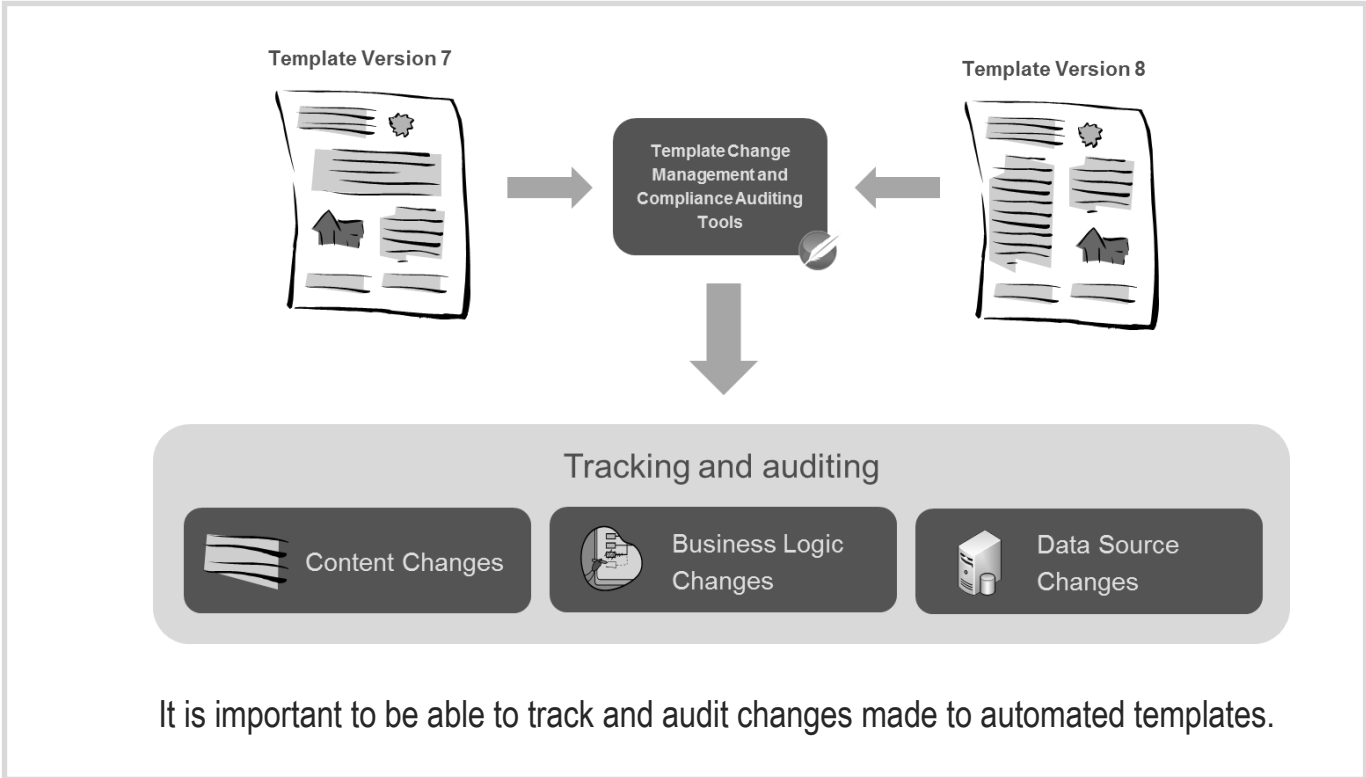 Template Version 7
Template Version 8
Template Change
Management and
Compliance Auditing
Tools
Tracking and auditing
Content Changes
Business Logic
Changes
Data Source
Changes
It is important to be able to track and audit changes made to automated templates.